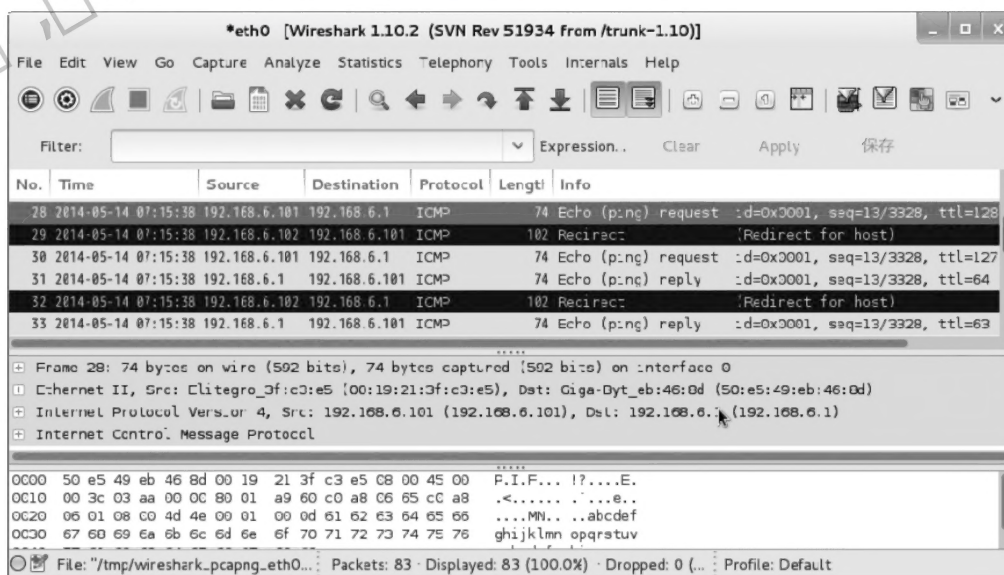 *eth0 [Wireshark 1.10.2 (SVN Rev 51934 from /trunk-1.10)]
File Edit View Go Capture Analyze Statistics Telephony Tools Internals Help
Filter: Expression.. Clear Apply 保存
No. Time Source Destination Protocol Lengtl Info
28 2014-05-14 07:15:38 192.168.6.101 192.168.6.1 ICMP 74 Echo (ping) request id=0x0001, seq=13/3328, ttl=128
29 2014-05-14 07:15:38 192.168.6.102 192.168.6.101 ICMP 102 Redirect (Redirect for host)
30 2014-05-14 07:15:38 192.168.6.101 192.168.6.1 ICMP 74 Echo (ping) request id=0x0001, seq=13/3328, ttl=127
31 2014-05-14 07:15:38 192.168.6.1 192.168.6.101 ICMP 74 Echo (ping) reply id=0x0001, seq=13/3328, ttl=64
32 2014-05-14 07:15:38 192.168.6.102 192.168.6.1 ICMP 102 Redirect (Redirect for host)
33 2014-05-14 07:15:38 192.168.6.1 192.168.6.101 ICMP 74 Echo (ping) reply id=0x0001, seq=13/3328, ttl=63
Frame 28: 74 bytes on wire (592 bits), 74 bytes captured (592 bits) on interface 0
Ethernet II, Src: Elitegro_3f:c3:e5 (00:19:21:3f:c3:e5), Dst: Giga-Byt_eb:46:8d (50:e5:49:eb:46:8d)
Internet Protocol Version 4, Src: 192.168.6.101 (192.168.6.101), Dst: 192.168.6.1 (192.168.6.1)
Internet Control Message Protocol
0000 50 e5 49 eb 46 8d 00 19 21 3f c3 e5 08 00 45 00 P.I.F... !?....E.
0010 00 3c 03 aa 00 00 80 01 a9 60 c0 a8 06 65 c0 a8 .<...... .`...e..
0020 06 01 08 00 4d 4e 00 01 00 0d 61 62 63 64 65 66 ....MN.. ..abcdef
0030 67 68 69 6a 6b 6c 6d 6e 6f 70 71 72 73 74 75 76 ghijklmn opqrstuv
File: "/tmp/wireshark_pcapng_eth0... Packets: 83 · Displayed: 83 (100.0%) · Dropped: 0 (... Profile: Default